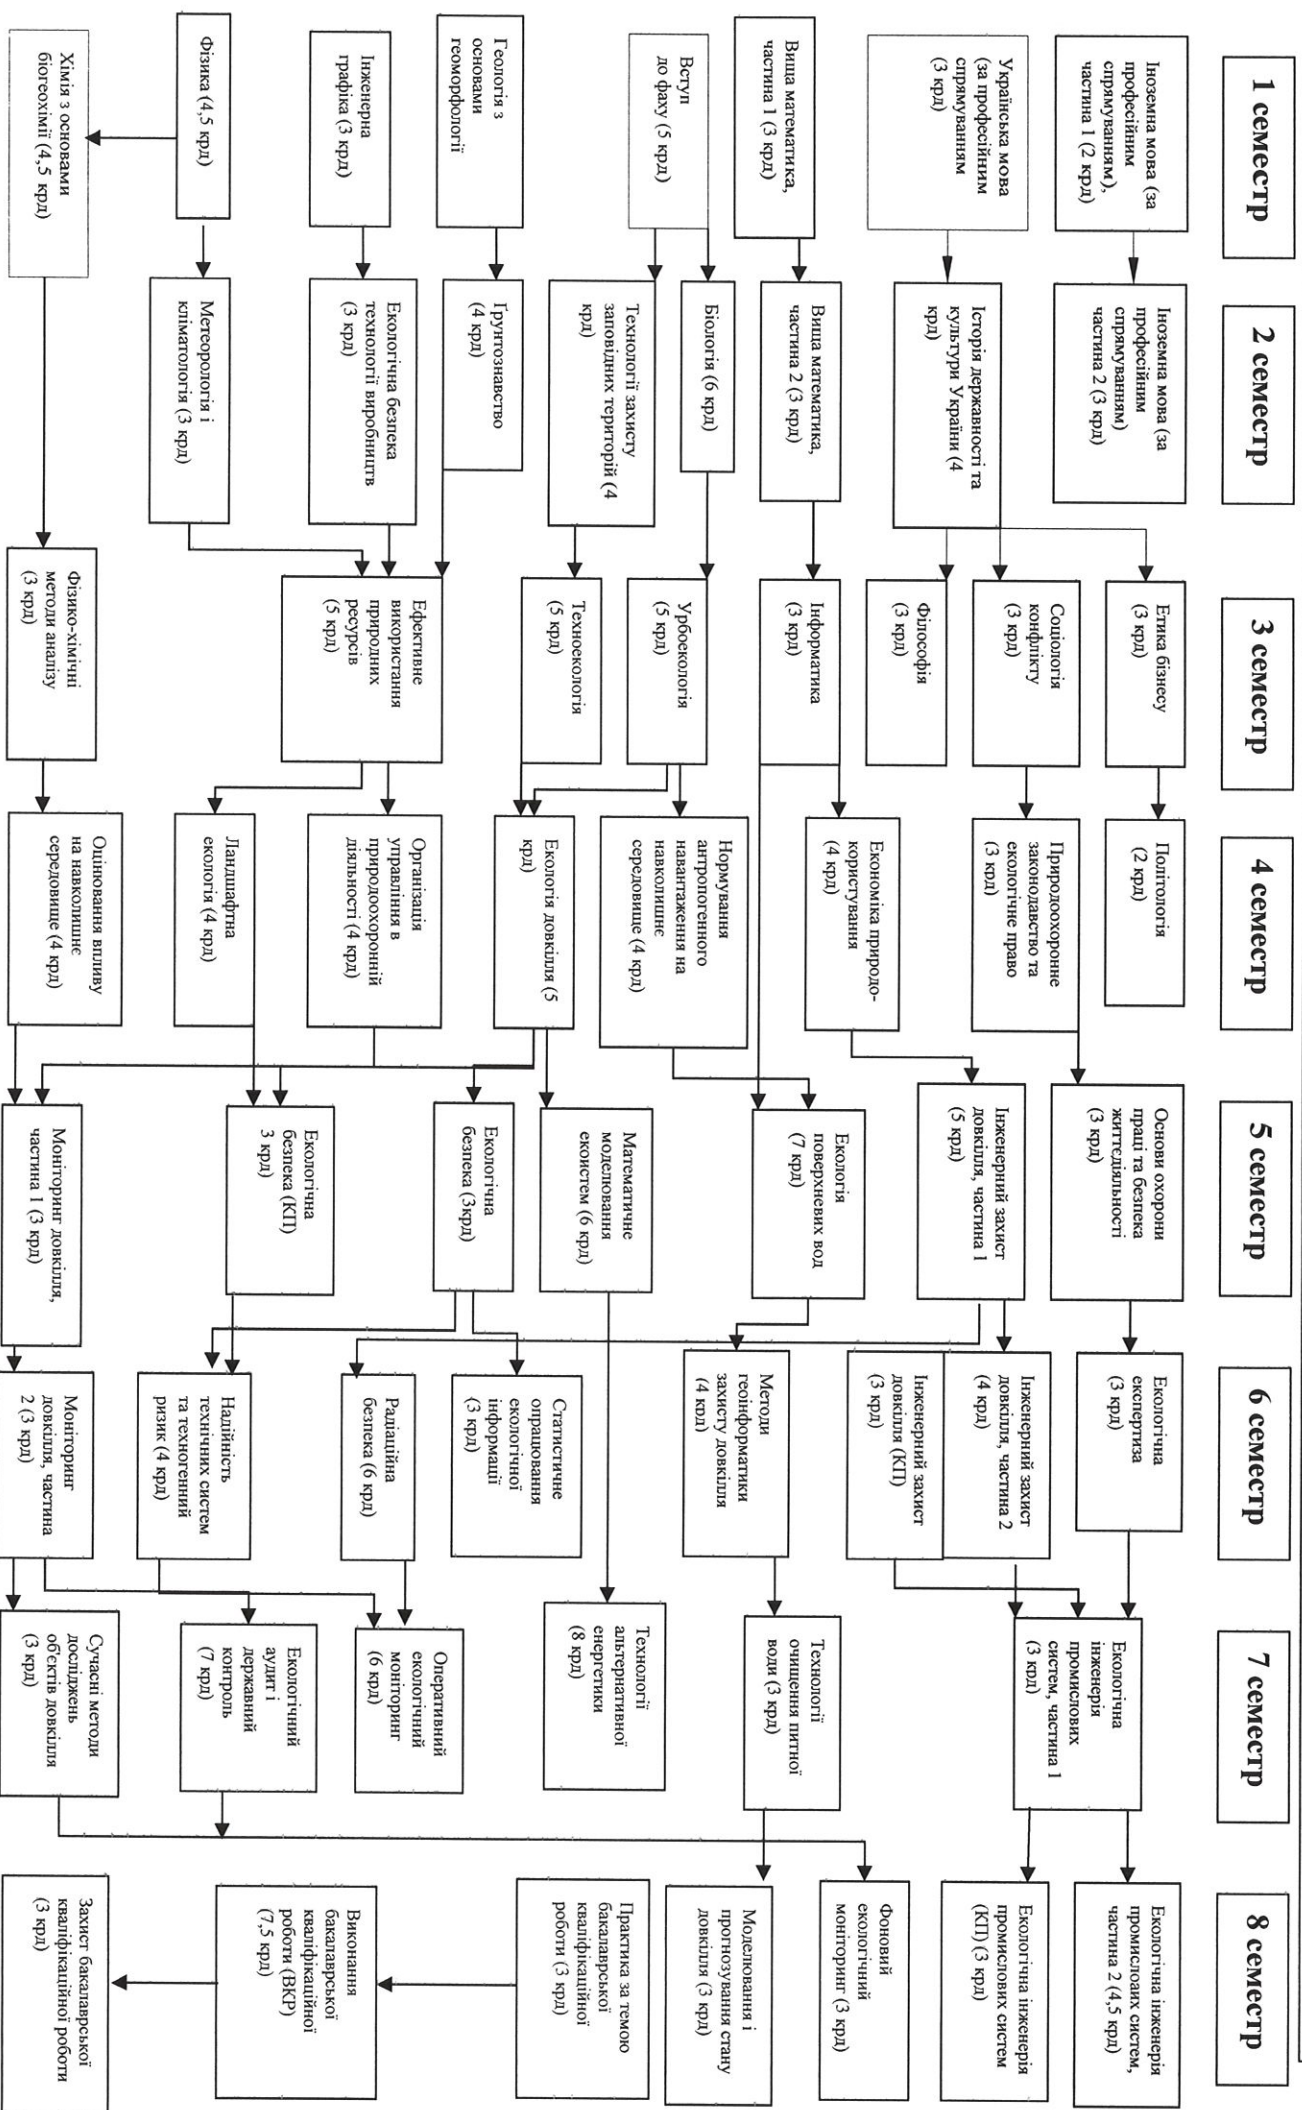 1 семестр
Іноземна мова (за
професійним
спрямуванням),
частина 1 (2 крд)
Українська мова
(за професійним
спрямуванням
(3 крд)
Вища математика,
частина 1 (3 крд)
Вступ
до фаху (5 крд)
Геологія з
основами
геоморфології
Інженерна
графіка (3 крд)
Фізика (4,5 крд)
Хімія з основами
біогеохімії (4,5 крд)
2 семестр
Іноземна мова (за
професійним
спрямуванням)
частина 2 (3 крд)
Історія державності та
культури України (4
крд)
Вища математика,
частина 2 (3 крд)
Біологія (6 крд)
Технології захисту
заповідних територій (4
крд)
Ґрунтознавство
(4 крд)
Екологічна безпека
технології виробництв
(3 крд)
Метеорологія і
кліматологія (3 крд)
3 семестр
Етика бізнесу
(3 крд)
Соціологія
конфлікту
(3 крд)
Філософія
(3 крд)
Інформатика
(3 крд)
Урбоекологія
(5 крд)
Техноекологія
(5 крд)
Ефективне
використання
природних
ресурсів
(5 крд)
Фізико-хімічні
методи аналізу
(3 крд)
4 семестр
Політологія
(2 крд)
Природоохоронне
законодавство та
екологічне право
(3 крд)
Економіка природо-
користування
(4 крд)
Нормування
антропогенного
навантаження на
навколишнє
середовище (4 крд)
Екологія довкілля (5
крд)
Організація
управління в
природоохоронній
діяльності (4 крд)
Ландшафтна
екологія (4 крд)
Оцінювання впливу
на навколишнє
середовище (4 крд)
5 семестр
Основи охорони
праці та безпека
життєдіяльності
(3 крд)
Інженерний захист
довкілля, частина 1
(5 крд)
Екологія
поверхневих вод
(7 крд)
Математичне
моделювання
екоистем (6 крд)
Екологічна
безпека (3крд)
Екологічна
безпека (КП)
3 крд)
Моніторинг довкілля,
частина 1 (3 крд)
6 семестр
Екологічна
експертиза
(3 крд)
Інженерний захист
довкілля, частина 2
(4 крд)
Інженерний захист
довкілля (КП)
(3 крд)
Методи
геоінформатики
захисту довкілля
(4 крд)
Статистичне
опрацювання
екологічної
інформації
(3 крд)
Радіаційна
безпека (6 крд)
Надійність
технічних систем
та техногенний
ризик (4 крд)
Моніторинг
довкілля, частина
2 (3 крд)
7 семестр
Екологічна
інженерія
промислових
систем, частина 1
(3 крд)
Технології
очищення питної
води (3 крд)
Технології
альтернативної
енергетики
(8 крд)
Оперативний
екологічний
моніторинг
(6 крд)
Екологічний
аудит і
державний
контроль
(7 крд)
Сучасні методи
досліджень
об'єктів довкілля
(3 крд)
8 семестр
Екологічна інженерія
промислоаих систем,
частина 2 (4,5 крд)
Екологічна інженерія
промислових систем
(КП) (3 крд)
Фоновий
екологічний
моніторинг (3 крд)
Моделювання і
прогнозування стану
довкілля (3 крд)
Практика за темою
бакалаврської
кваліфікаційної
роботи (3 крд)
Виконання
бакалаврської
кваліфікаційної
роботи (ВКР)
(7,5 крд)
Захист бакалаврської
кваліфікаційної роботи
(3 крд)